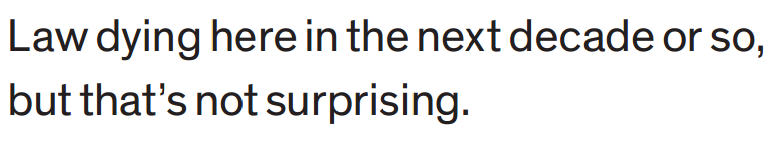 Law dying here in the next decade or so,
but that’s not surprising.